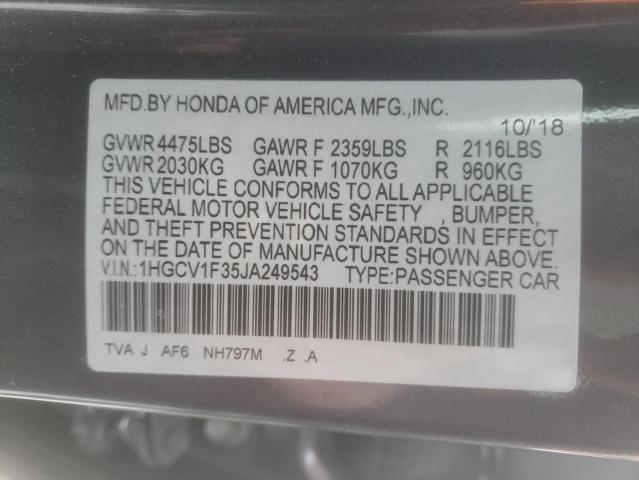 MFD.BY HONDA OF AMERICA MFG.,INC.
10/'18
GVWR 4475LBS GAWR F 2359LBS R 2116LBS
GVWR 2030KG GAWR F 1070KG R 960KG
THIS VEHICLE CONFORMS TO ALL APPLICABLE
FEDERAL MOTOR VEHICLE SAFETY , BUMPER,
AND THEFT PREVENTION STANDARDS IN EFFECT
ON THE DATE OF MANUFACTURE SHOWN ABOVE.
V.I.N.:1HGCV1F35JA249543 TYPE:PASSENGER CAR
TVA J AF6 NH797M .Z .A